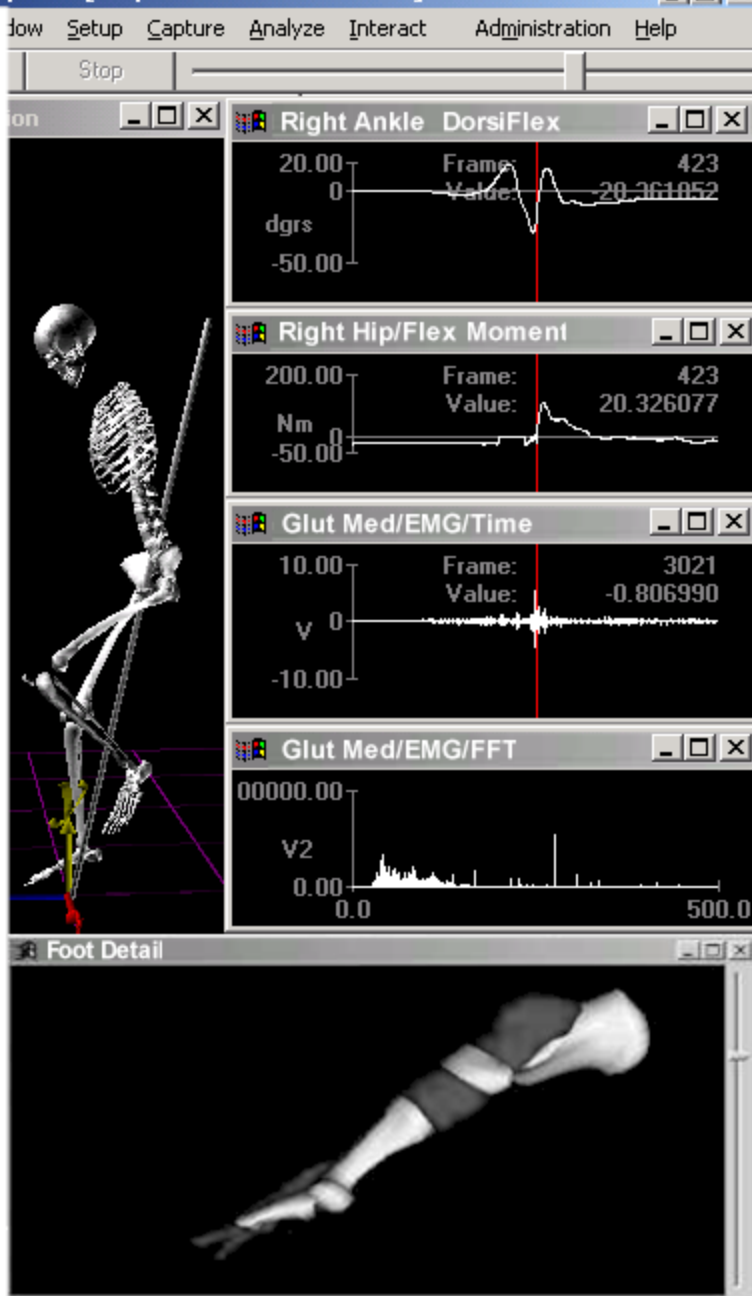 dow Setup Capture Analyze Interact Administration Help
Stop
ion
Right Ankle DorsiFlex
20.00 Frame: 423
0 Value: -20.361052
dgrs
-50.00
Right Hip/Flex Moment
200.00 Frame: 423
Value: 20.326077
Nm 0
-50.00
Glut Med/EMG/Time
10.00 Frame: 3021
Value: -0.806990
V 0
-10.00
Glut Med/EMG/FFT
00000.00
V2
0.00
0.0 500.0
Foot Detail